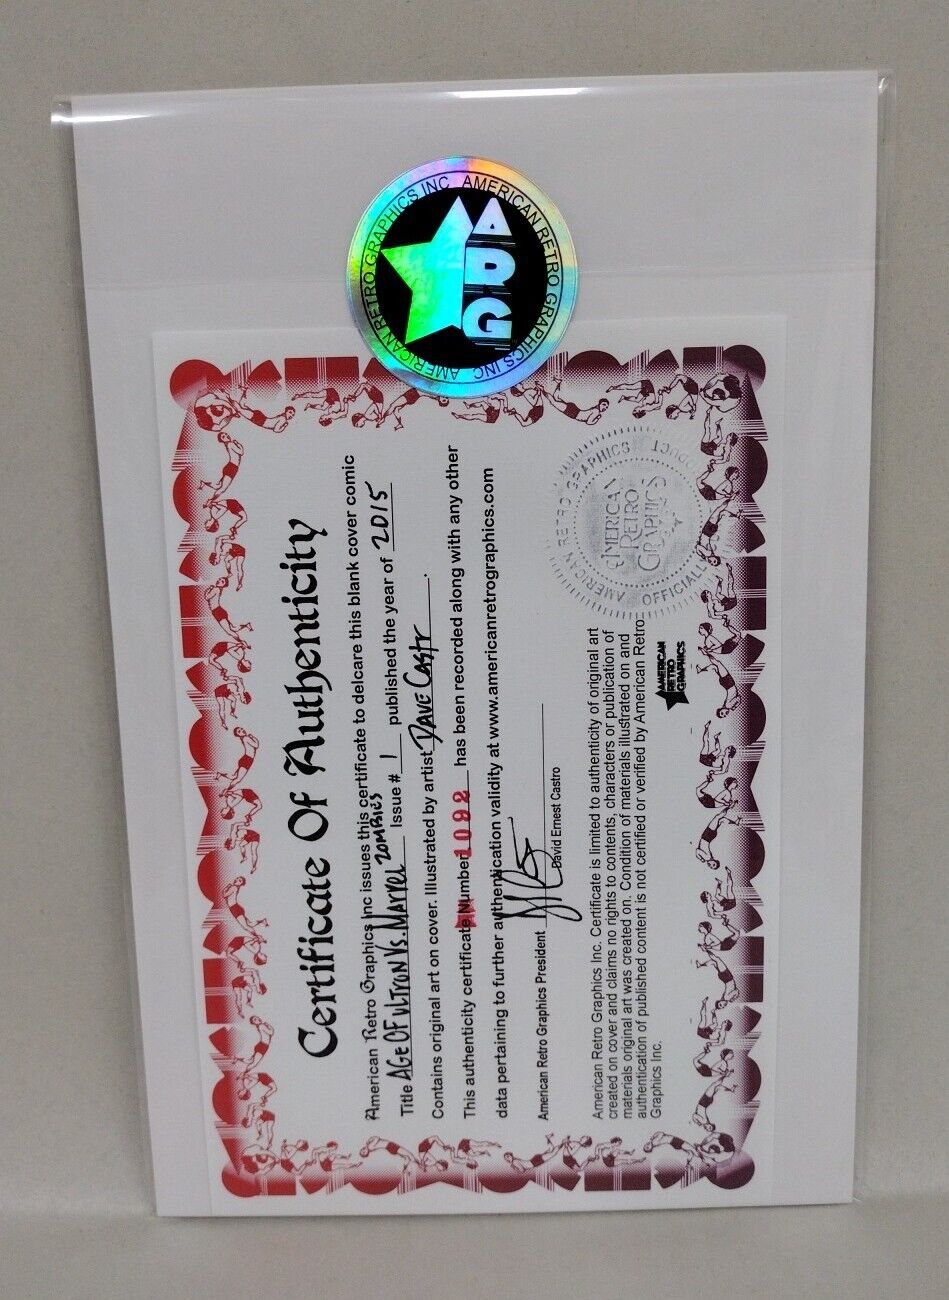 AMERICAN RETRO GRAPHICS INC. AMERICAN RETRO GRAPHICS INC
ARG
Certificate Of Authenticity
American Retro Graphics Inc issues this certificate to delcare this blank cover comic
Title AGE OF ULTRON Vs. MARVEL ZOMBIES Issue # 1 published the year of 2015
Contains original art on cover. Illustrated by artist DAVE CASTR.
This authenticity certificate Number 1092 has been recorded along with any other
data pertaining to further authentication validity at www.americanretrographics.com
American Retro Graphics President
David Ernest Castro
American Retro Graphics Inc. Certificate is limited to authenticity of original art
created on cover and claims no rights to contents, characters or publication of
materials original art was created on. Condition of materials illustrated on and
authentication of published content is not certified or verified by American Retro
Graphics Inc.
AMERICAN
RETRO
GRAPHICS
AMERICAN RETRO GRAPHICS
OFFICIALL
PRODUCT
AMERICAN
RETRO
GRAPHICS